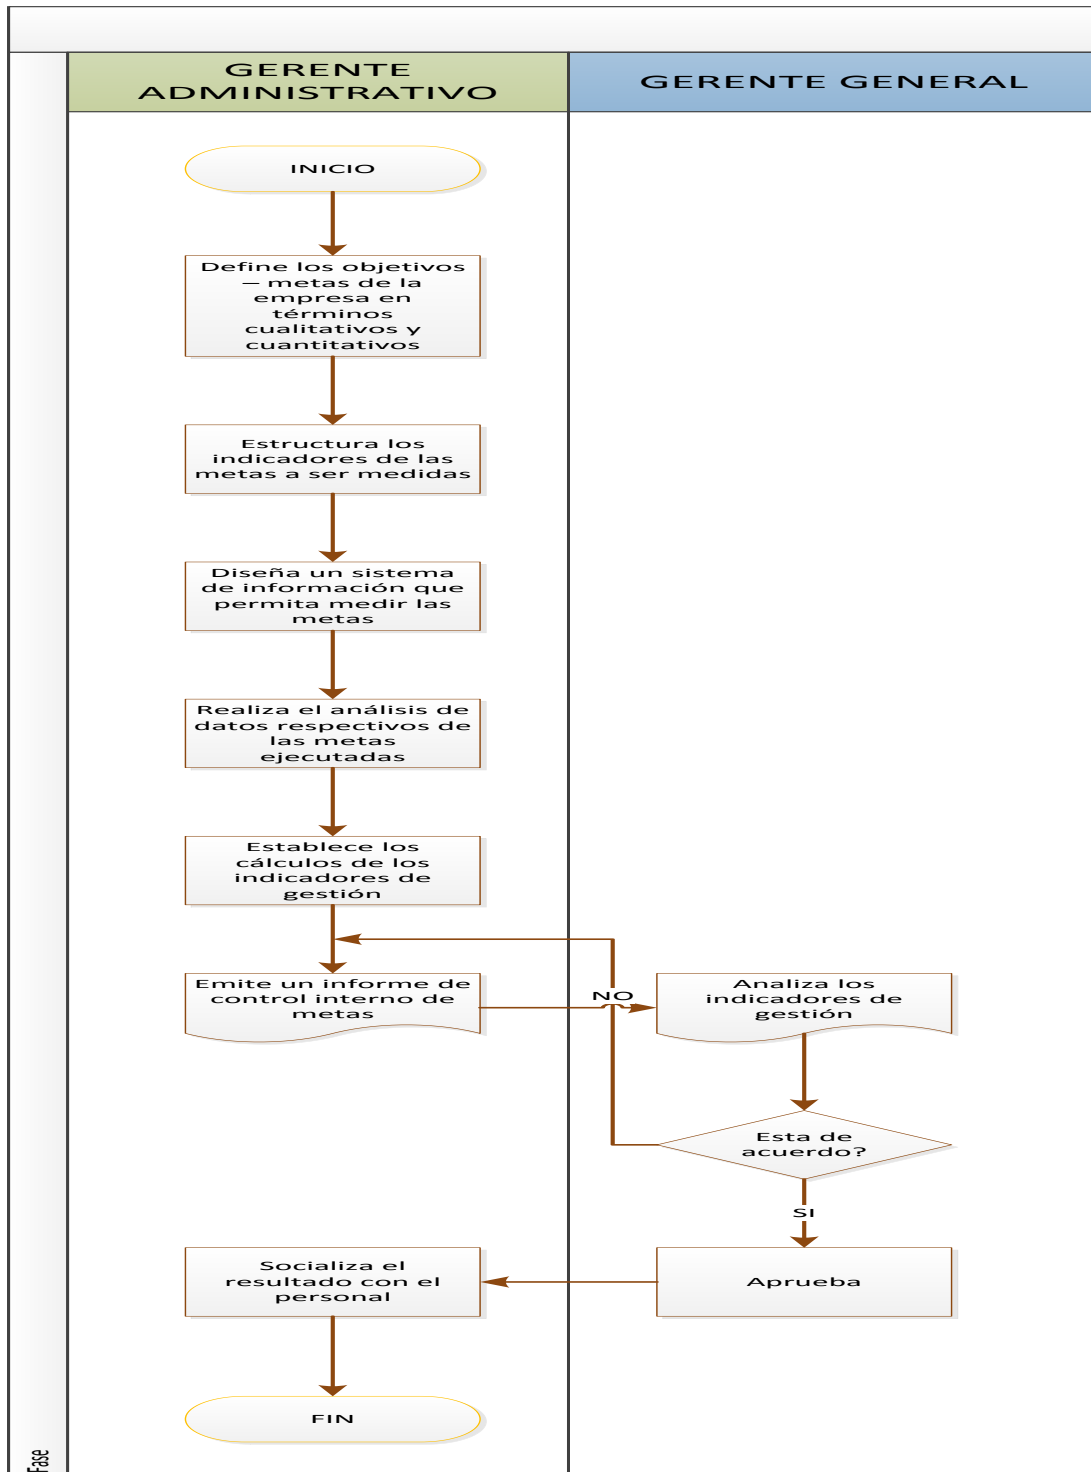 GERENTE
ADMINISTRATIVO
GERENTE GENERAL
INICIO
Define los objetivos
– metas de la
empresa en
términos
cualitativos y
cuantitativos
Estructura los
indicadores de las
metas a ser medidas
Diseña un sistema
de información que
permita medir las
metas
Realiza el análisis de
datos respectivos de
las metas
ejecutadas
Establece los
cálculos de los
indicadores de
gestión
Emite un informe de
control interno de
metas
NO
Analiza los
indicadores de
gestión
Esta de
acuerdo?
SI
Aprueba
Socializa el
resultado con el
personal
FIN
Fase